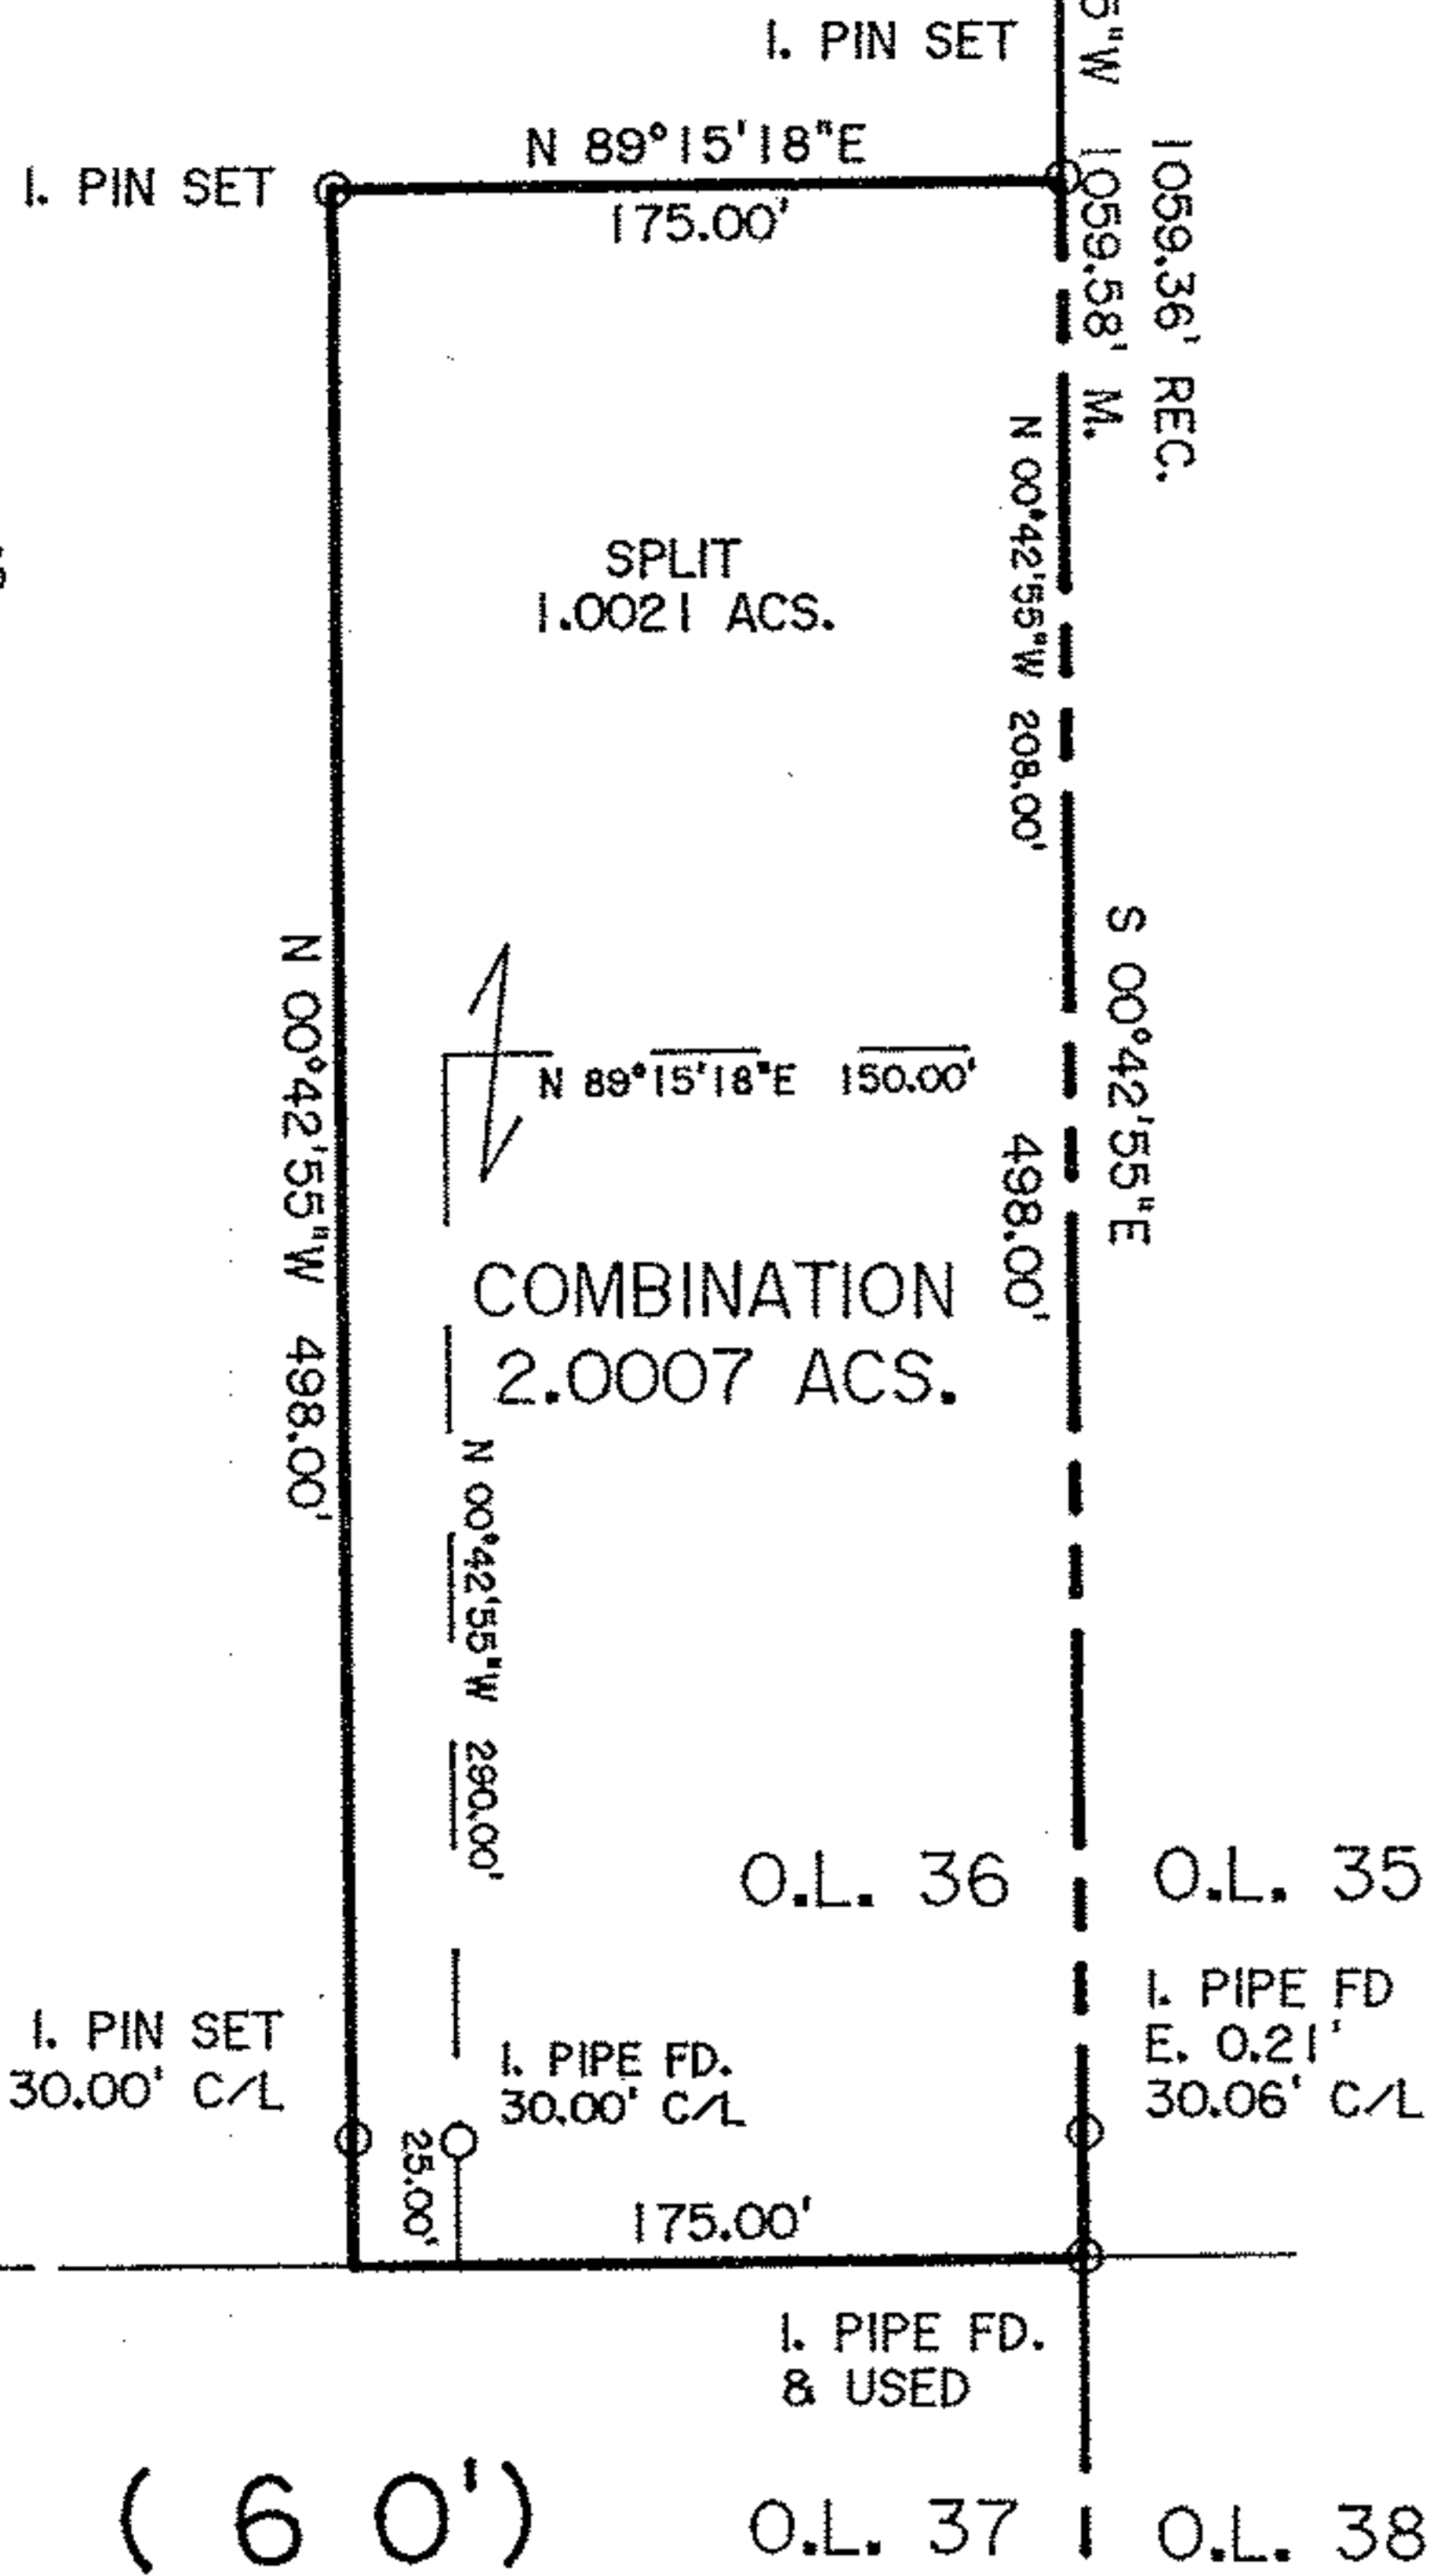 5"W 1059.58' M.
1059.36' REC.
I. PIN SET
N 89°15'18"E
I. PIN SET
175.00'
N 00°42'55"W 208.00'
SPLIT
1.0021 ACS.
S 00°42'55"E
498.00'
N 00°42'55"W 498.00'
N 89°15'18"E 150.00'
COMBINATION
2.0007 ACS.
N 00°42'55"W 290.00'
O.L. 36
O.L. 35
I. PIN SET
30.00' C/L
I. PIPE FD.
30.00' C/L
I. PIPE FD
E. 0.21'
30.06' C/L
25.00'
175.00'
I. PIPE FD.
& USED
(60')
O.L. 37
O.L. 38